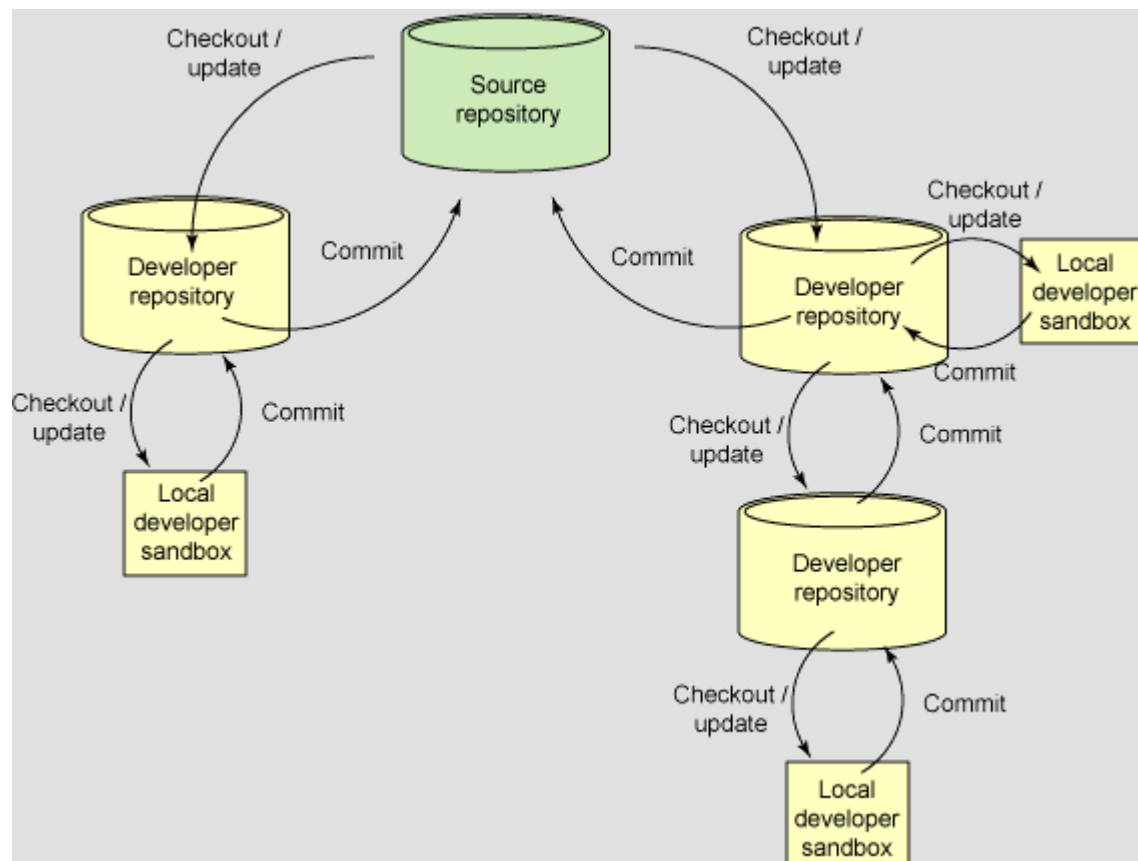 Checkout /
update
Source
repository
Checkout /
update
Developer
repository
Commit
Commit
Developer
repository
Checkout /
update
Local
developer
sandbox
Commit
Checkout /
update
Commit
Local
developer
sandbox
Checkout /
update
Commit
Developer
repository
Checkout /
update
Commit
Local
developer
sandbox